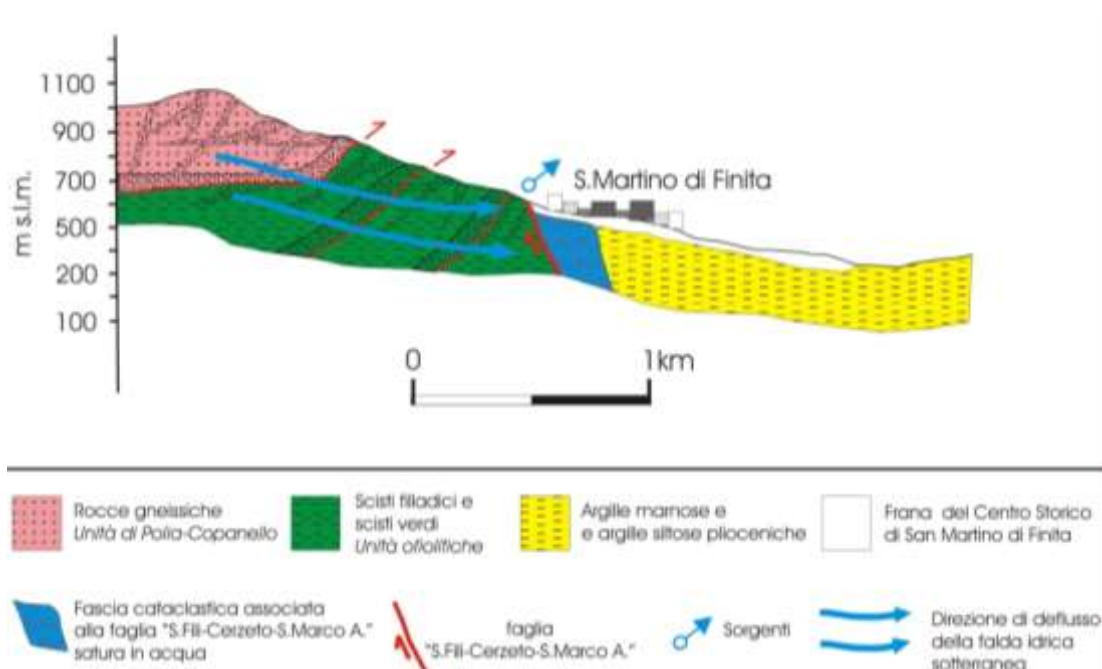 1100
900
700
500
200
100
m s.l.m.
S.Martino di Finita
0
1km
Rocce gneissiche
Unità di Polia-Copanello
Scisti filladici e
scisti verdi
Unità ofiolitiche
Argille marnose e
e argille siltose plioceniche
Frana del Centro Storico
di San Martino di Finita
Fascia cataclastica associata
alla faglia "S.Fili-Cerzeto-S.Marco A."
satura in acqua
faglia
"S.Fili-Cerzeto-S.Marco A."
Sorgenti
Direzione di deflusso
della falda idrica
sotterranea